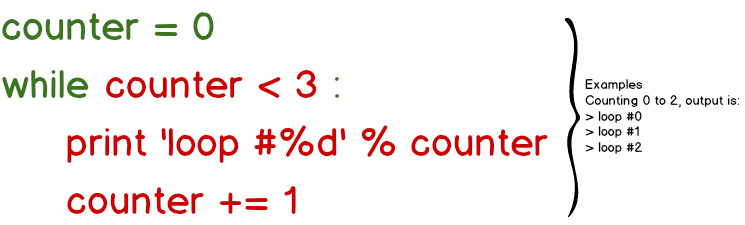 counter = 0
while counter < 3 :
print 'loop #%d' % counter
counter += 1
Examples
Counting 0 to 2, output is:
> loop #0
> loop #1
> loop #2